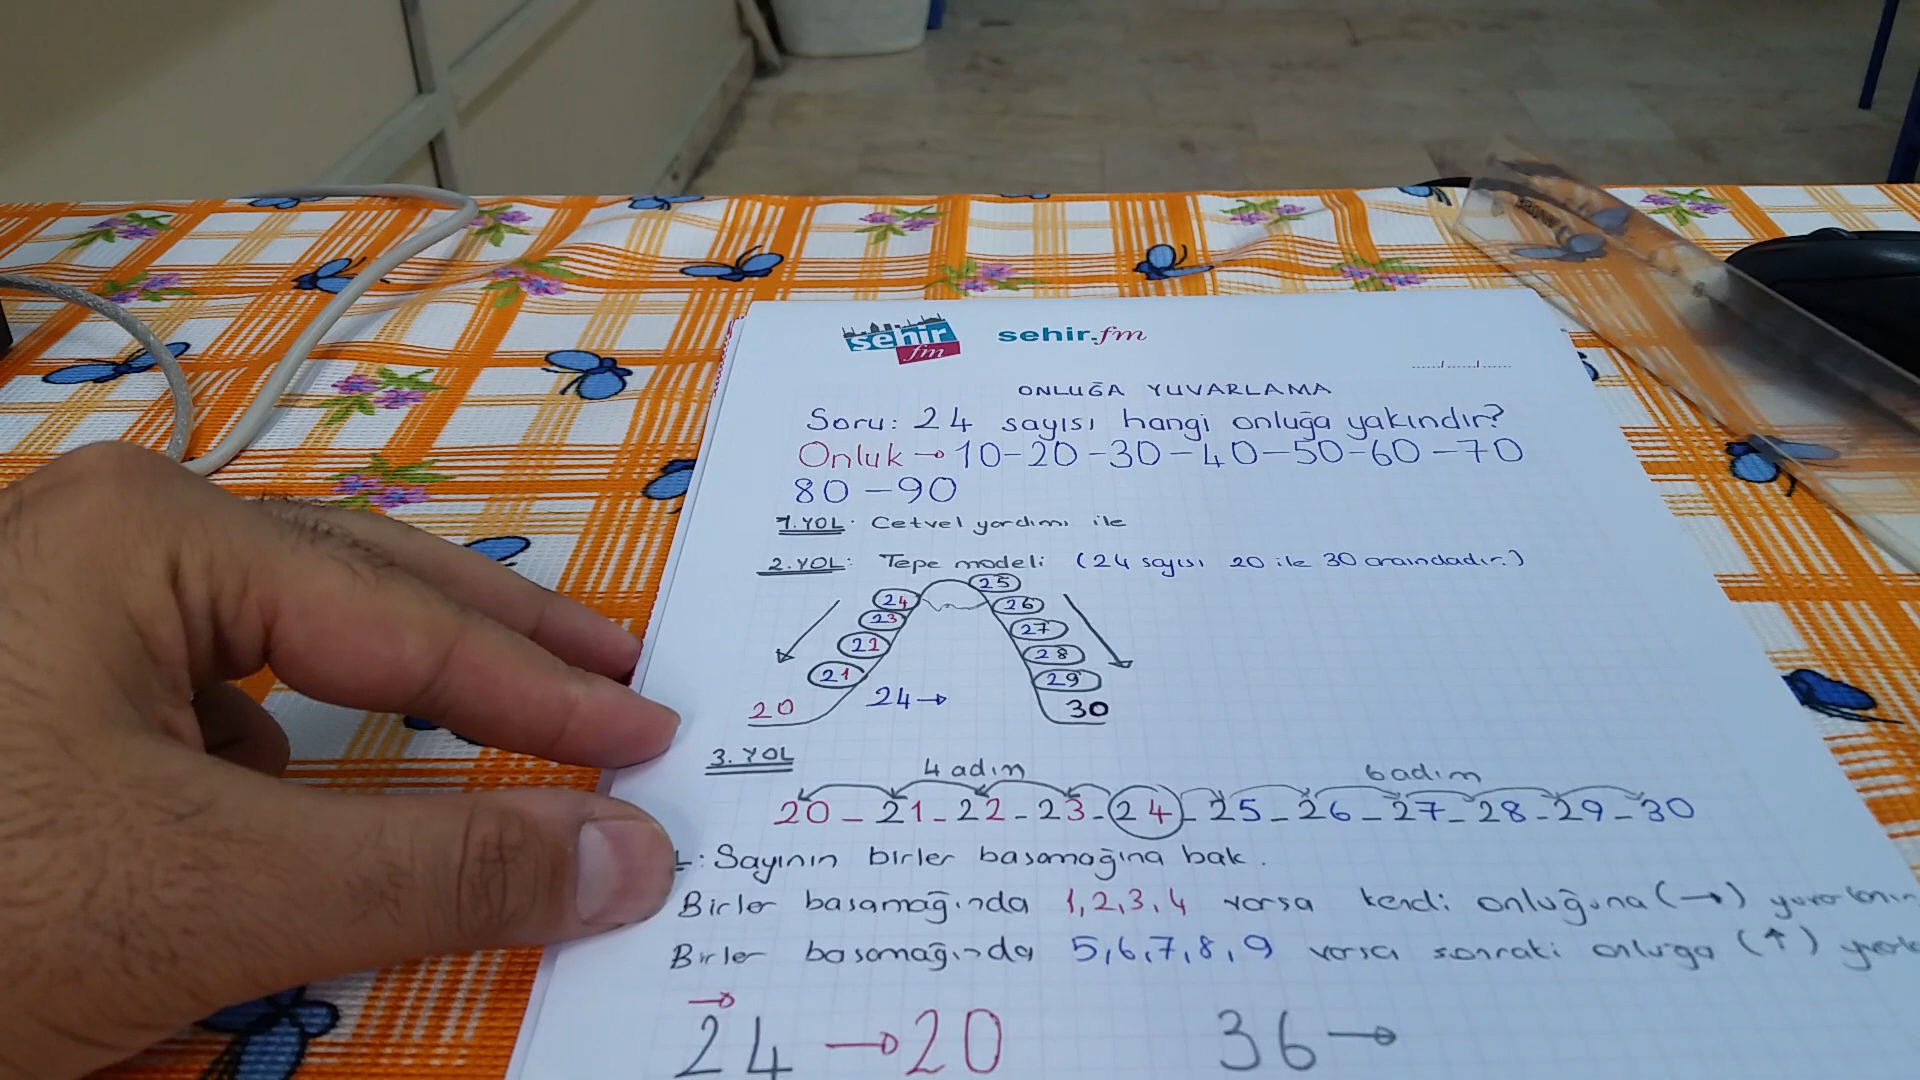 sehir fm sehir.fm
....../....../......
ONLUĞA YUVARLAMA
Soru: 24 sayısı hangi onluğa yakındır?
Onluk → 10-20-30-40-50-60-70
80-90
1.YOL: Cetvel yardımı ile
2.YOL: Tepe modeli (24 sayısı 20 ile 30 araındadır.)
24 25
23 26
22 27
21 28
29
20 24→ 30
3. YOL
4 adım 6 adım
20-21-22-23-24-25-26-27-28-29-30
: Sayının birler basamağına bak.
Birler basamağında 1,2,3,4 varsa kendi onluğuna (→)
Birler basamağında 5,6,7,8,9 varsa sonraki onluğa (↑)
→
24 → 20 36 →